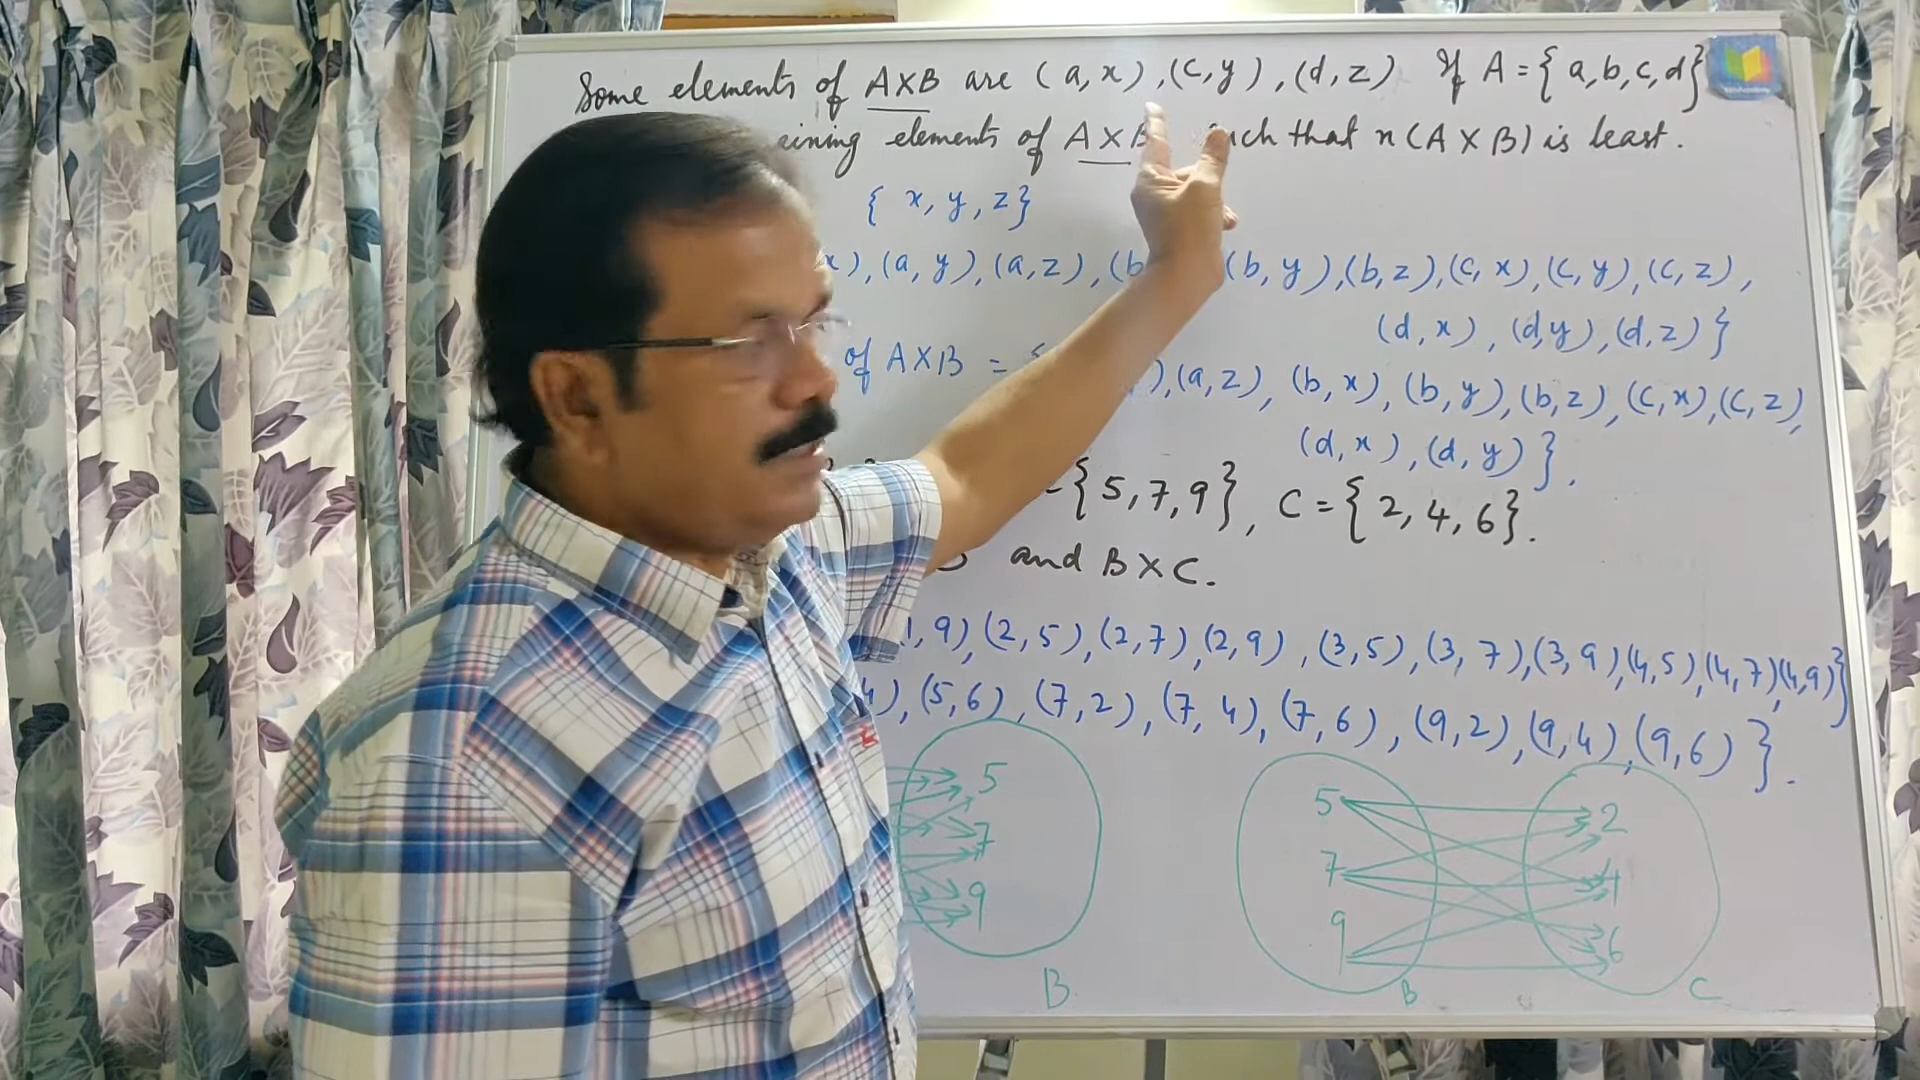 Some elements of A×B are (a,x),(c,y),(d,z) If A={a,b,c,d}
elements of A×B such that n(A×B) is least.
{x,y,z}
x),(a,y),(a,z),(b (b,y),(b,z),(c,x),(c,y),(c,z),
(d,x),(d,y),(d,z)}
of A×B = ),(a,z),(b,x),(b,y),(b,z),(c,x),(c,z),
(d,x),(d,y)}.
={5,7,9}, C={2,4,6}.
and B×C.
1,9),(2,5),(2,7),(2,9),(3,5),(3,7),(3,9)(4,5),(4,7)(4,9)}
4),(5,6),(7,2),(7,4),(7,6),(9,2),(9,4),(9,6)}.
5
7
9
B
5
7
9
B
2
4
6
C